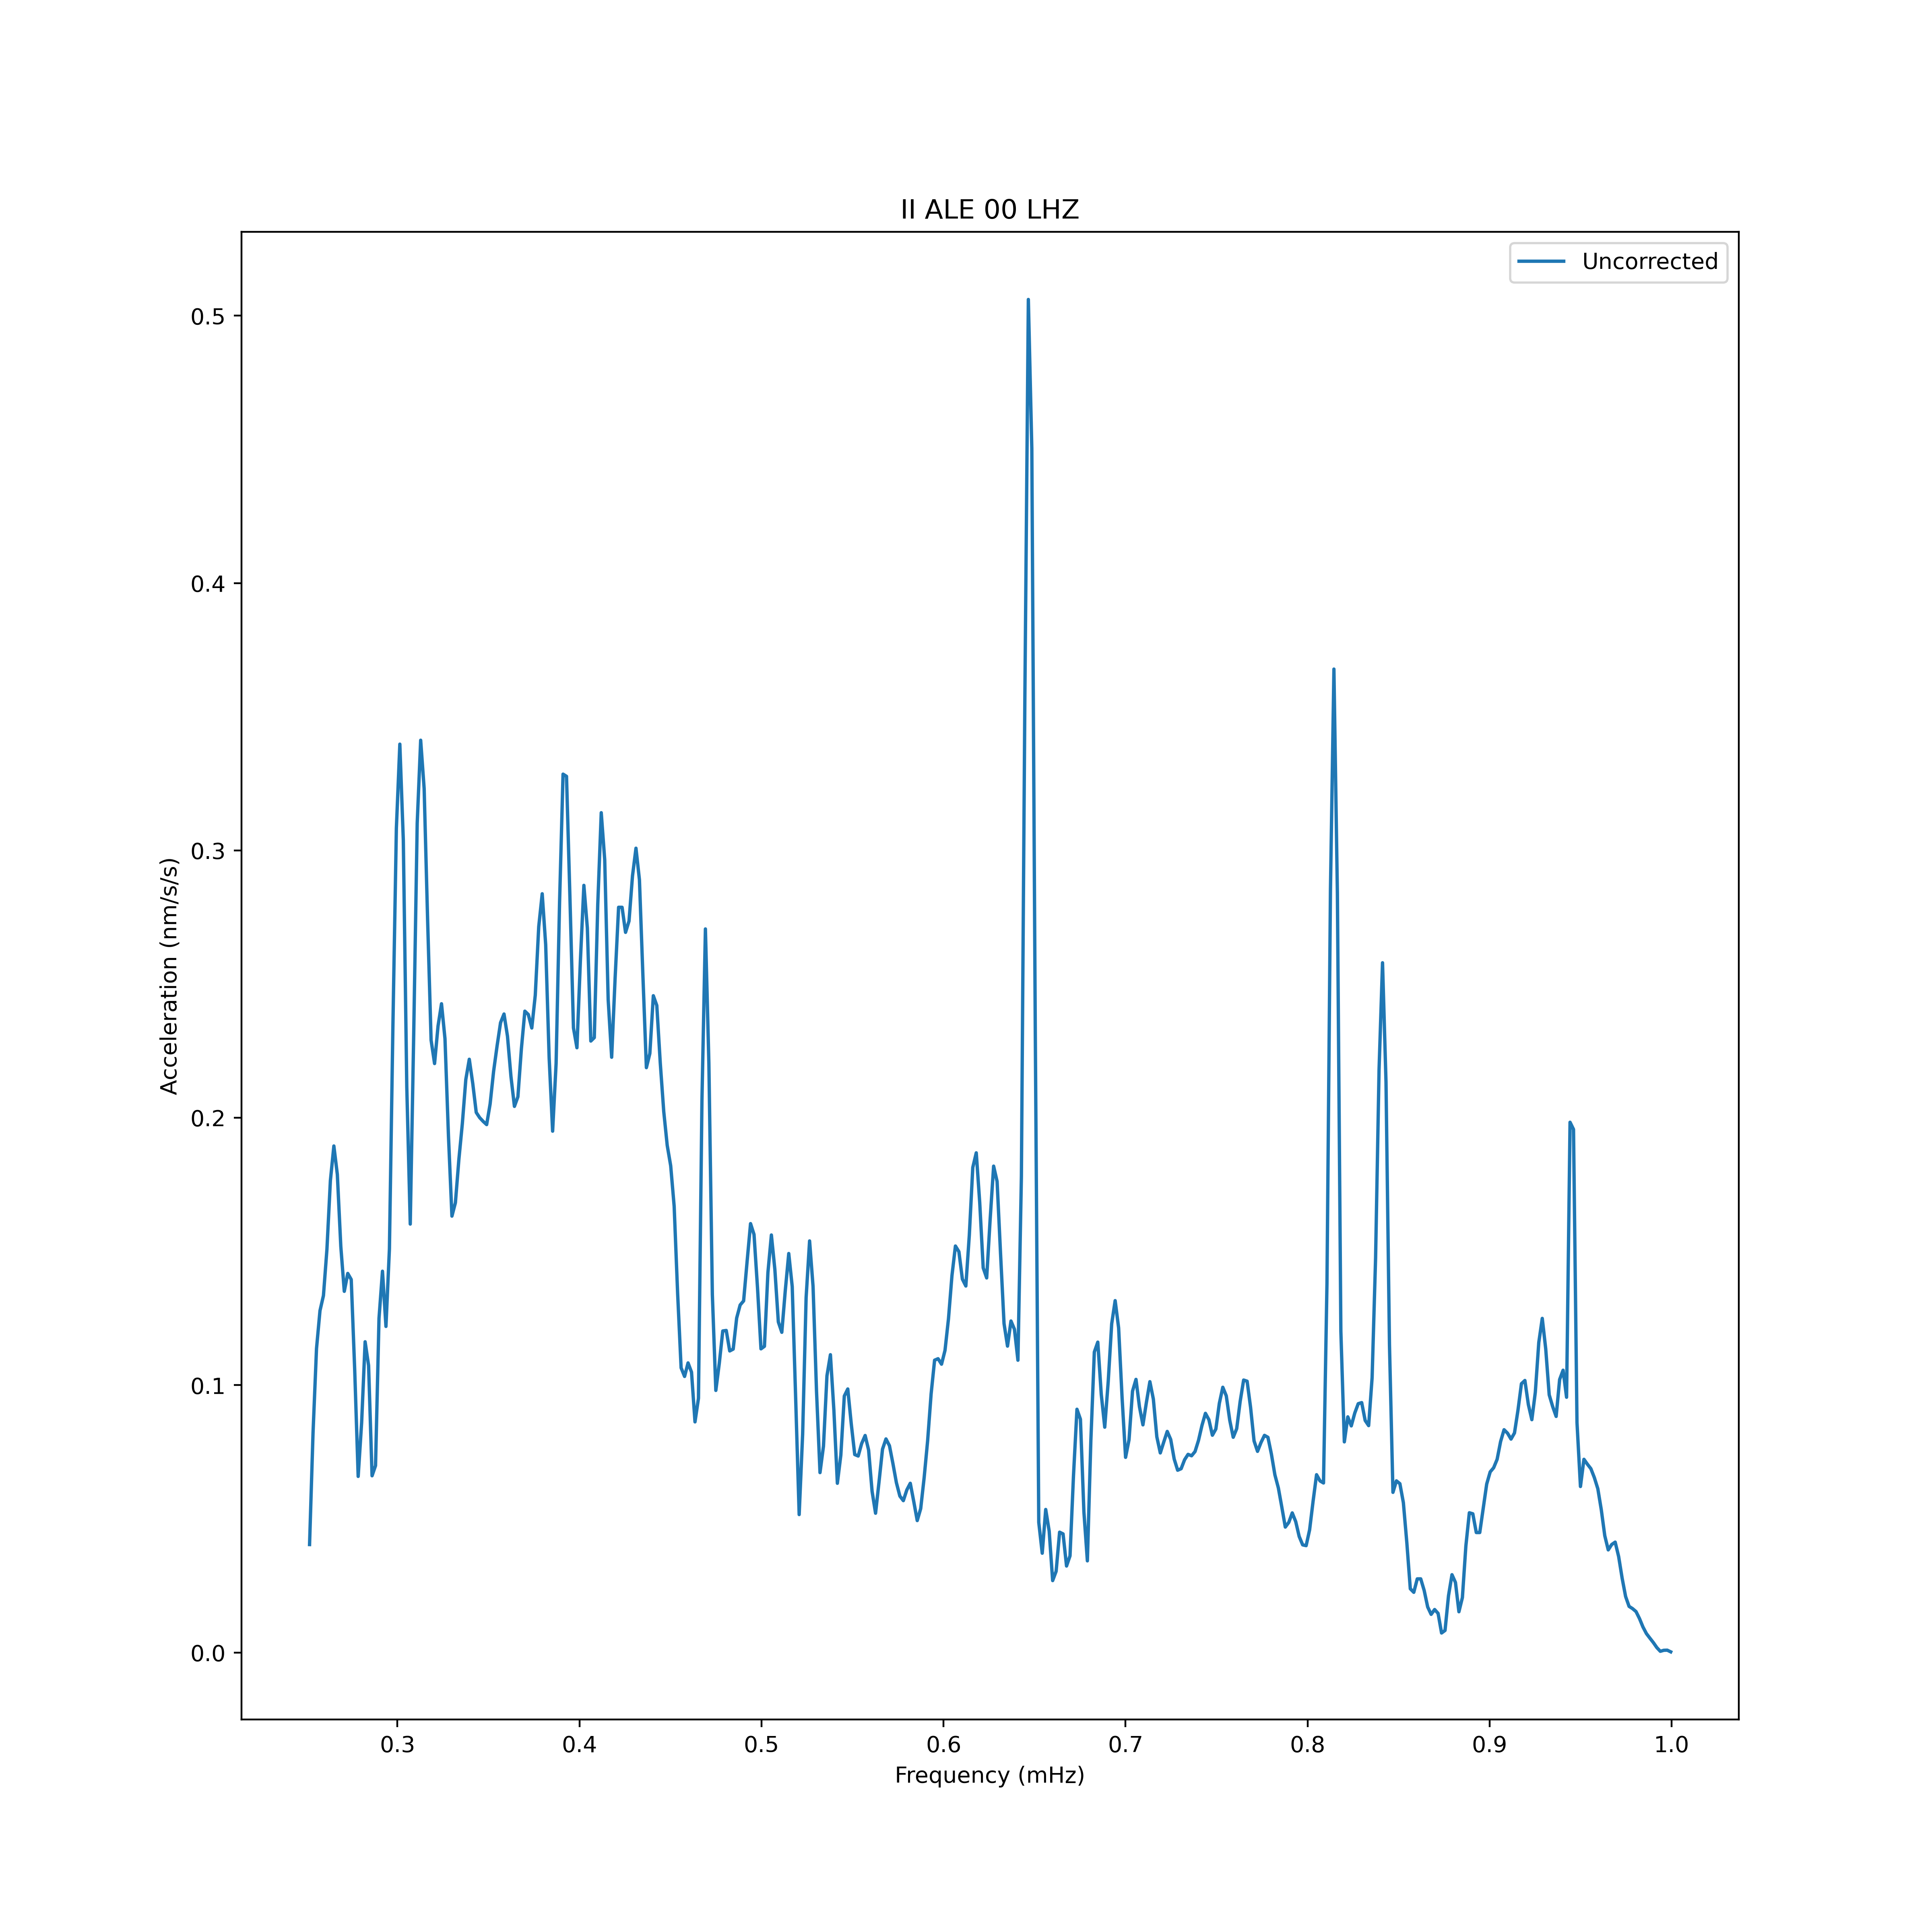 II ALE 00 LHZ
Uncorrected
0.5
0.4
0.3
0.2
0.1
0.0
Acceleration (nm/s/s)
0.3 0.4 0.5 0.6 0.7 0.8 0.9 1.0
Frequency (mHz)